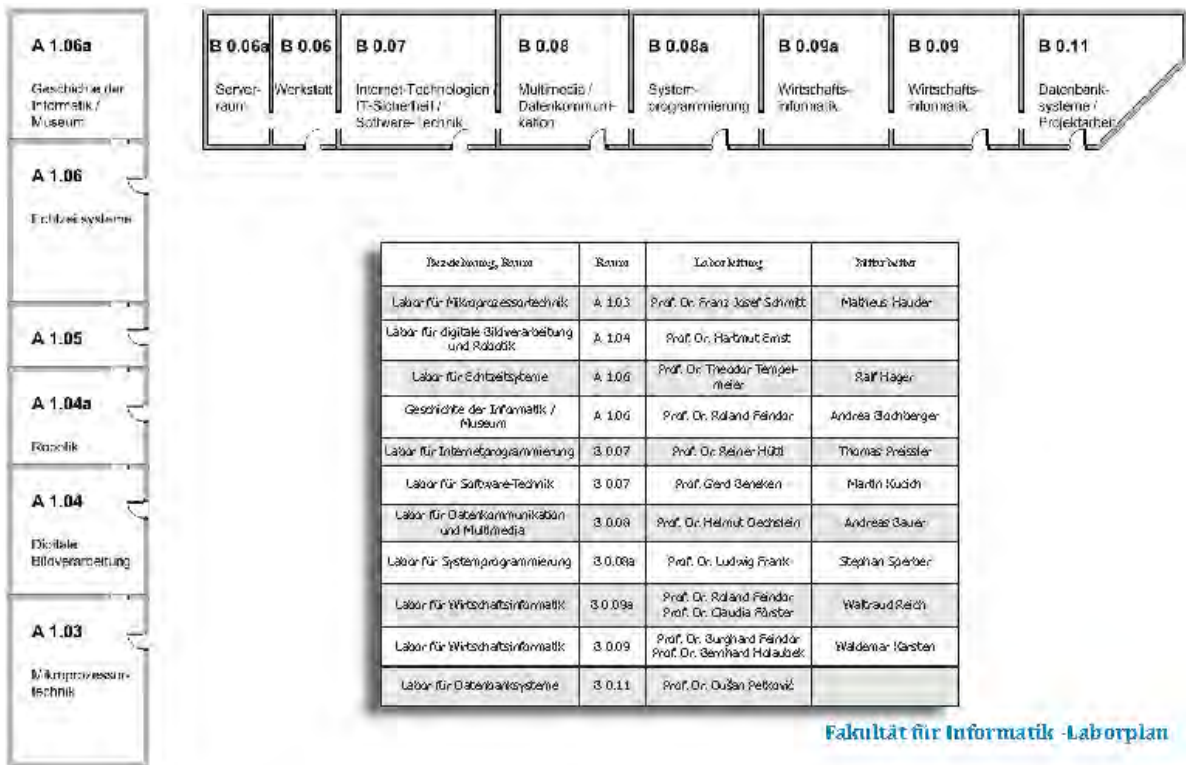 A 1.06a
Geschichte der
Informatik /
Museum
A 1.06
Echtzeitsysteme
A 1.05
A 1.04a
Robotik
A 1.04
Digitale
Bildverarbeitung
A 1.03
Mikroprozessor-
technik
B 0.06a
Server-
raum
B 0.06
Werkstatt
B 0.07
Internet-Technologien /
IT-Sicherheit /
Software-Technik
B 0.08
Multimedia /
Datenkommuni-
kation
B 0.08a
System-
programmierung
B 0.09a
Wirtschafts-
informatik
B 0.09
Wirtschafts-
informatik
B 0.11
Datenbank-
systeme /
Projektarbeit
Bezeichnung, Raum Raum Laborleitung Mitarbeiter
Labor für Mikroprozessortechnik A 1.03 Prof. Dr. Franz Josef Schmitt Matheus Hauder
Labor für digitale Bildverarbeitung
und Robotik A 1.04 Prof. Dr. Hartmut Ernst
Labor für Echtzeitsyteme A 1.06 Prof. Dr. Theodor Tempel-
meier Ralf Hager
Geschichte der Informatik /
Museum A 1.06 Prof. Dr. Roland Feindor Andrea
Labor für Internetprogrammierung B 0.07 Prof. Dr. Reiner Hüttl Thomas Preissler
Labor für Software-Technik B 0.07 Prof. Gerd Beneken Martin Kucich
Labor für Datenkommunikation
und Multimedia B 0.08 Prof. Dr. Helmut Oechslein Andreas Bauer
Labor für Systemprogrammierung B 0.08a Prof. Dr. Ludwig Frank Stephan Sperber
Labor für Wirtschaftsinformatik B 0.09a Prof. Dr. Roland Feindor
Prof. Dr. Claudia Förster Waltraud Reich
Labor für Wirtschaftsinformatik B 0.09 Prof. Dr. Burghard Feindor
Prof. Dr. Bernhard Holaubek Waldemar Karsten
Labor für Datenbanksysteme B 0.11 Prof. Dr. Dušan Petković
Fakultät für Informatik -Laborplan